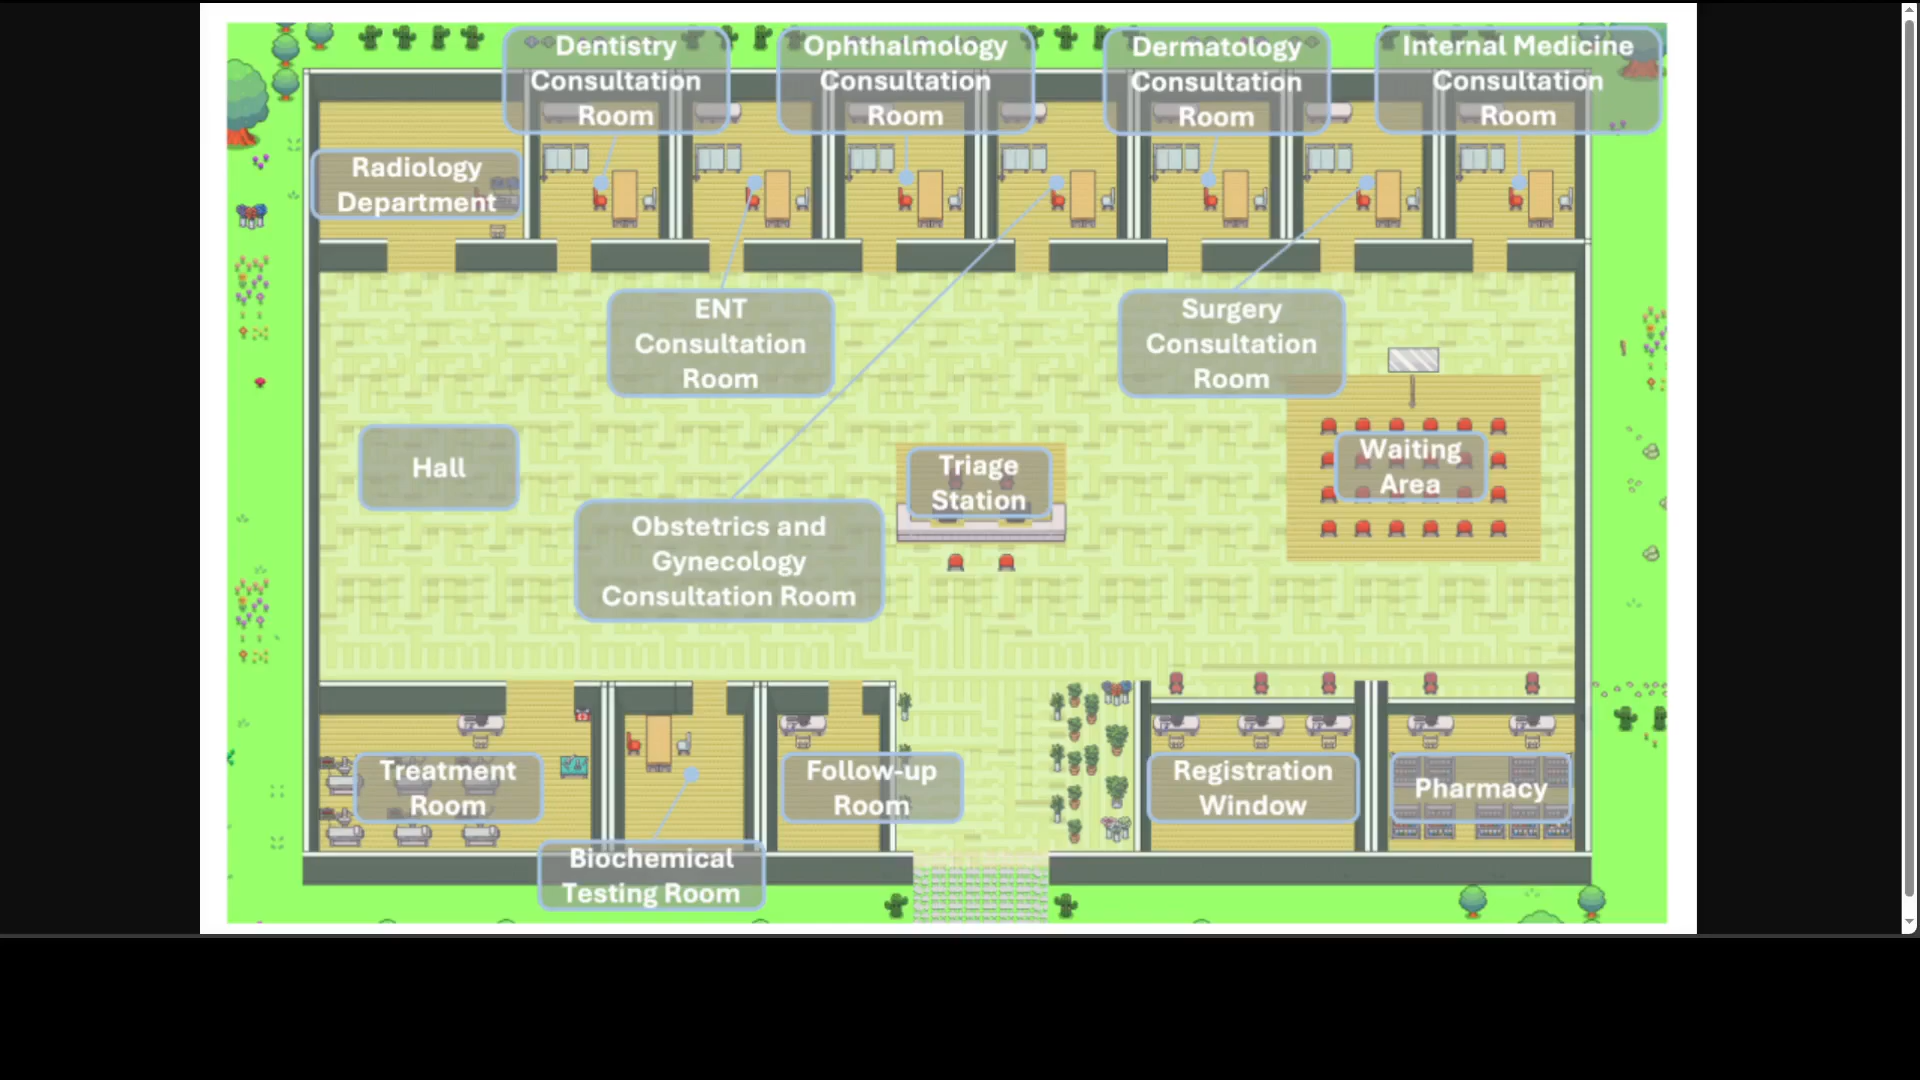 Dentistry
Consultation
Room
Ophthalmology
Consultation
Room
Dermatology
Consultation
Room
Internal Medicine
Consultation
Room
Radiology
Department
ENT
Consultation
Room
Surgery
Consultation
Room
Hall
Triage
Station
Waiting
Area
Obstetrics and
Gynecology
Consultation Room
Treatment
Room
Follow-up
Room
Registration
Window
Pharmacy
Biochemical
Testing Room